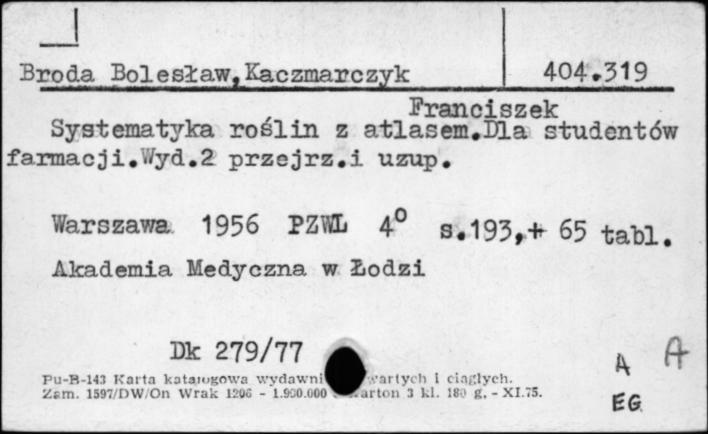 Broda Bolesław,Kaczmarczyk 404.319
Franciszek
Systematyka roślin z atlasem.Dla studentów
farmacji.Wyd.2 przejrz.i uzup.
Warszawa 1956 PZWL 4° s.193,+ 65 tabl.
Akademia Medyczna w Łodzi
Dk 279/77
A A
Pu-B-143 Karta katalogowa wydawni wartych i ciągłych.
Zam. 1597/DW/On Wrak 1206 - 1.900.000 arton 3 kl. 180 g. - XI.75.
EG